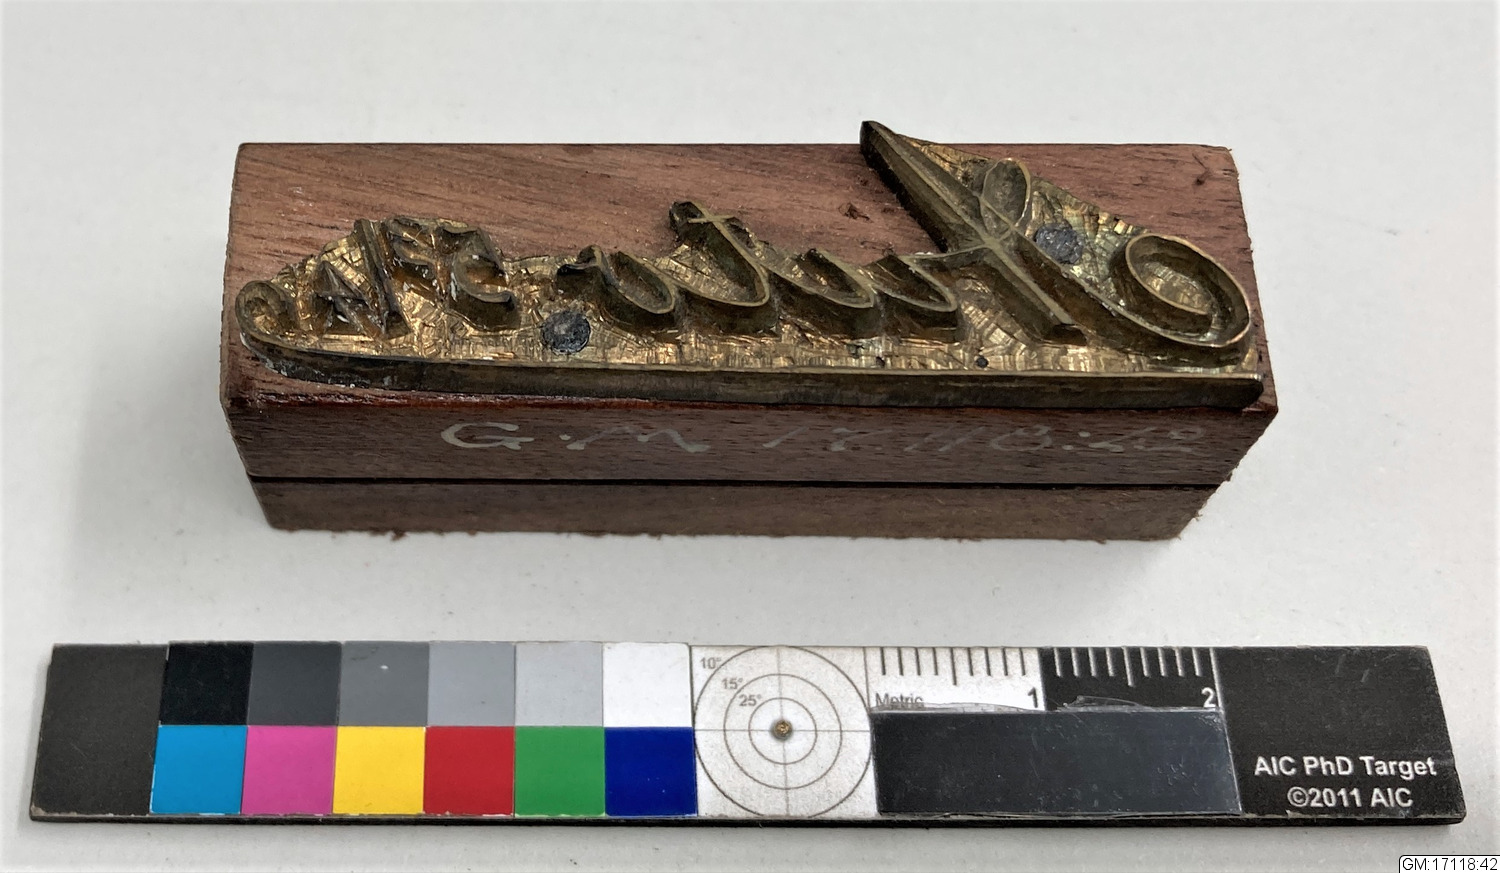 G.M 17118:42
10°
15°
25°
Metric
1
2
AIC PhD Target
©2011 AIC
GM:17118:42